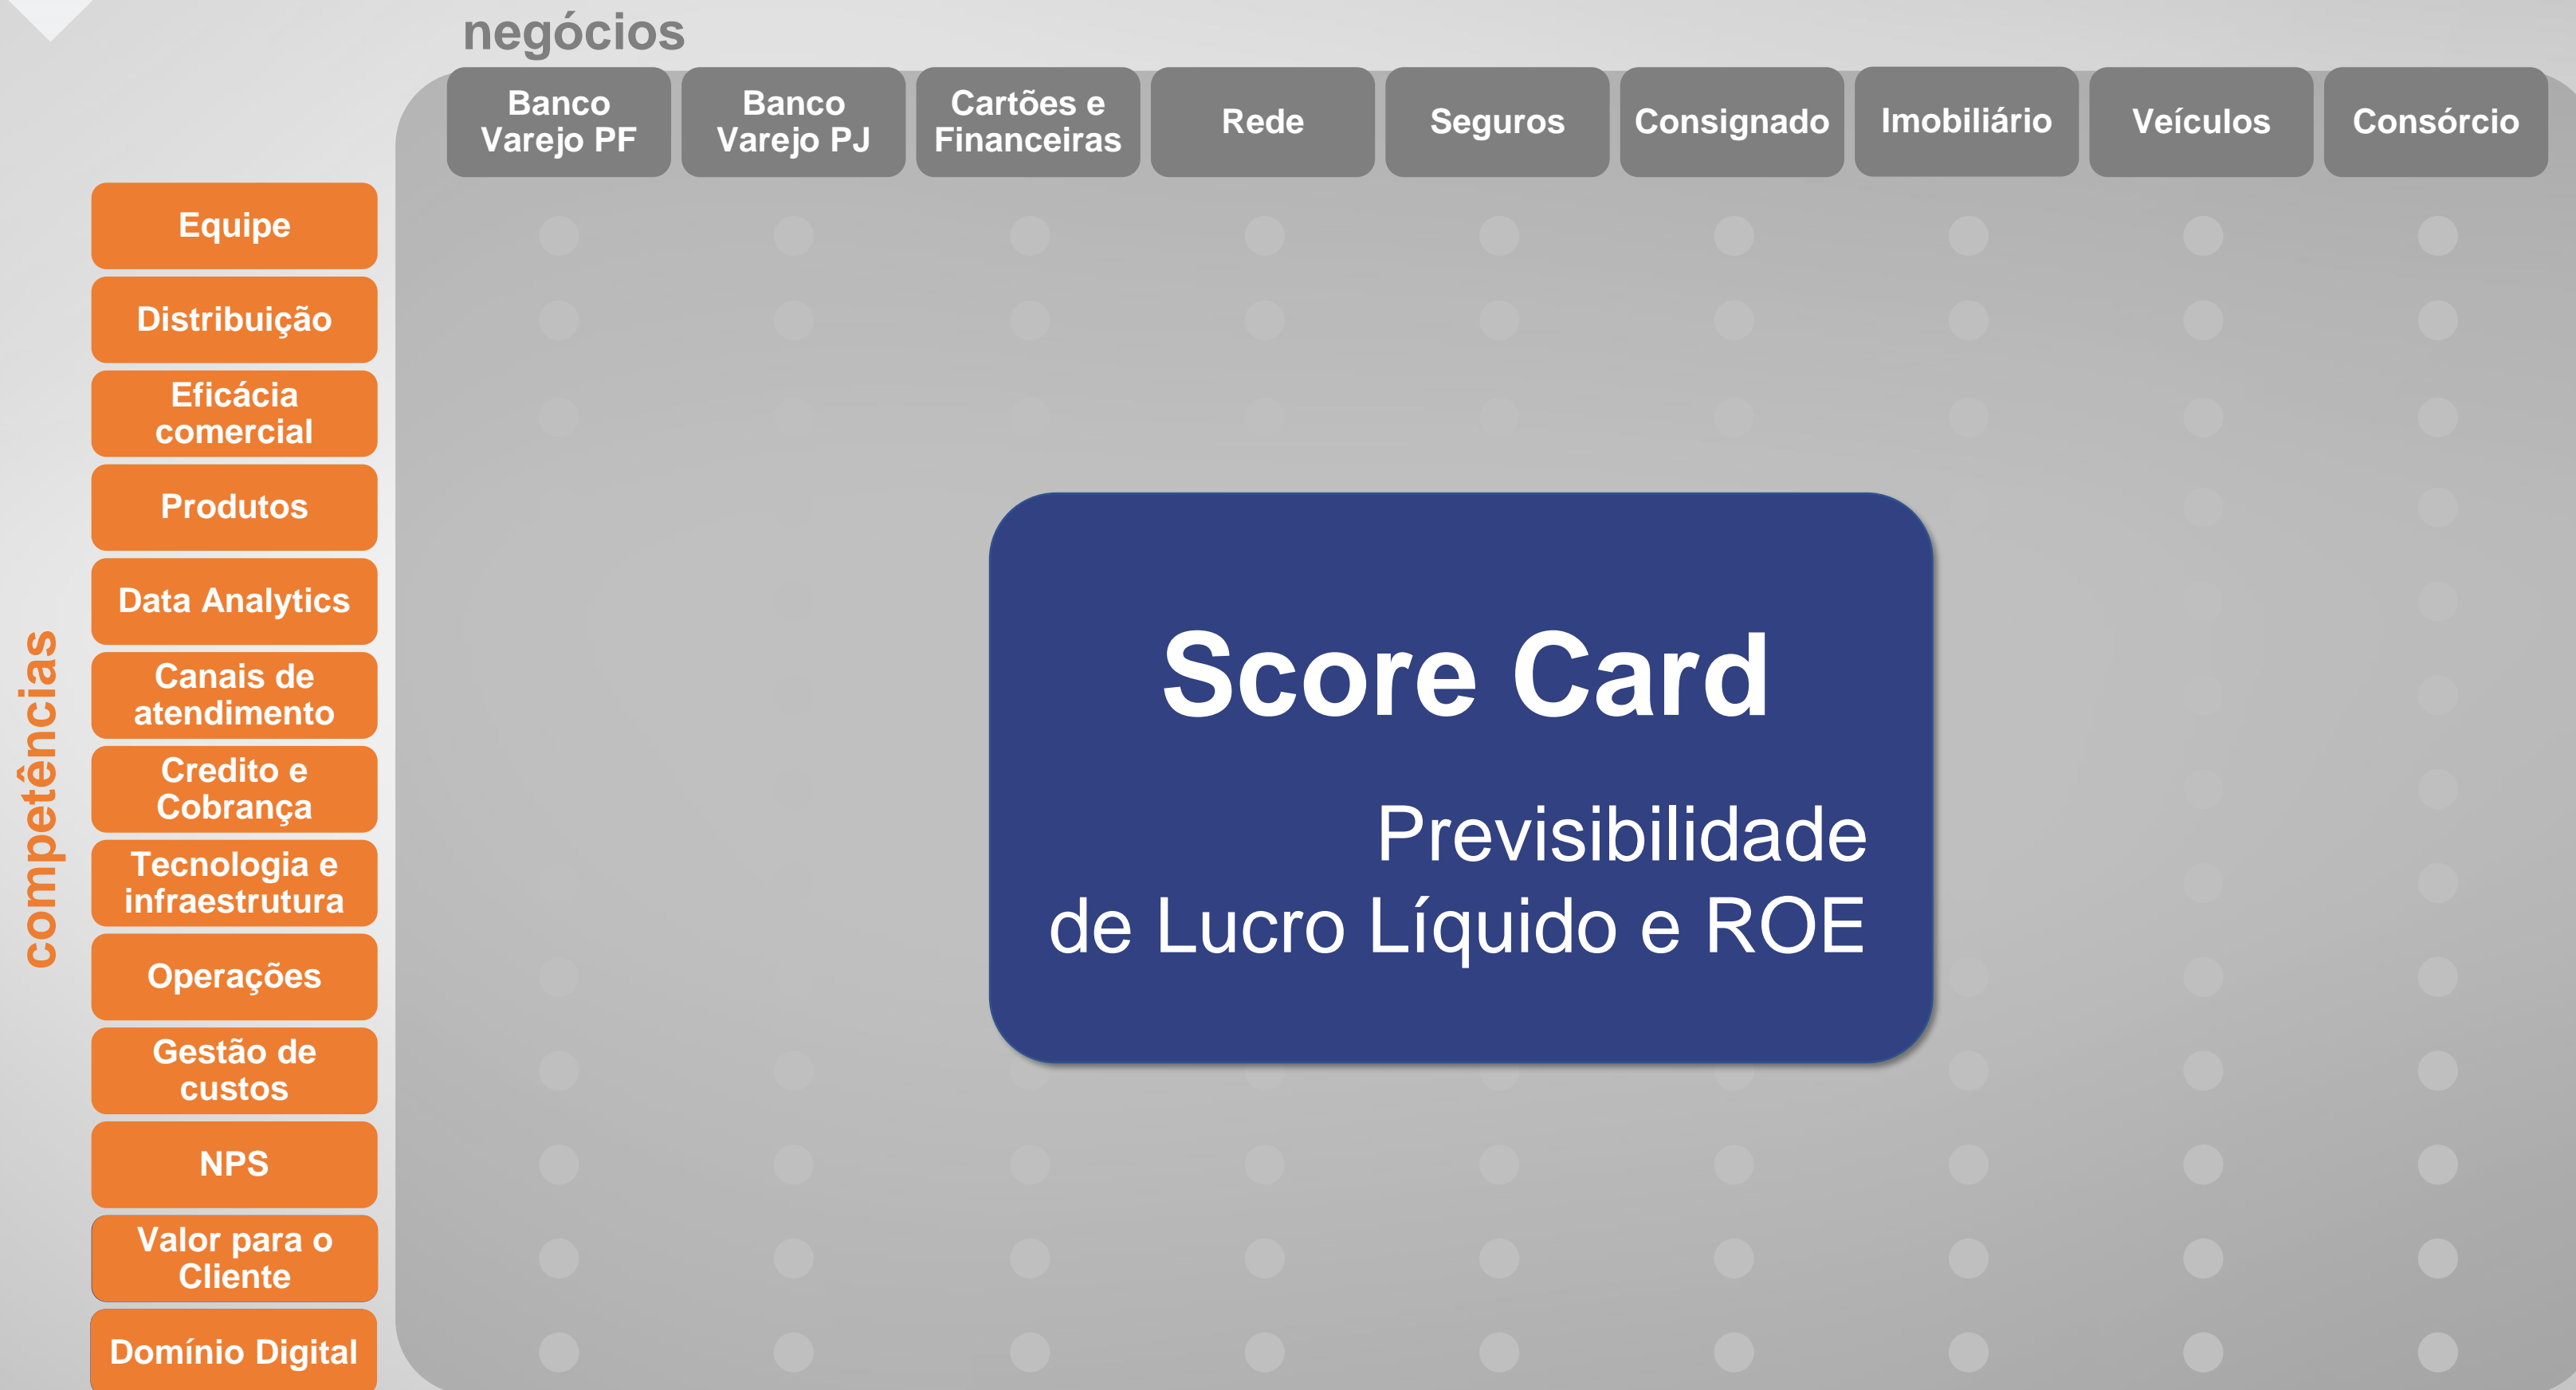 negócios
Banco
Varejo PF
Banco
Varejo PJ
Cartões e
Financeiras
Rede
Seguros
Consignado
Imobiliário
Veículos
Consórcio
competências
Equipe
Distribuição
Eficácia
comercial
Produtos
Data Analytics
Canais de
atendimento
Credito e
Cobrança
Tecnologia e
infraestrutura
Operações
Gestão de
custos
NPS
Valor para o
Cliente
Domínio Digital
Score Card
Previsibilidade
de Lucro Líquido e ROE